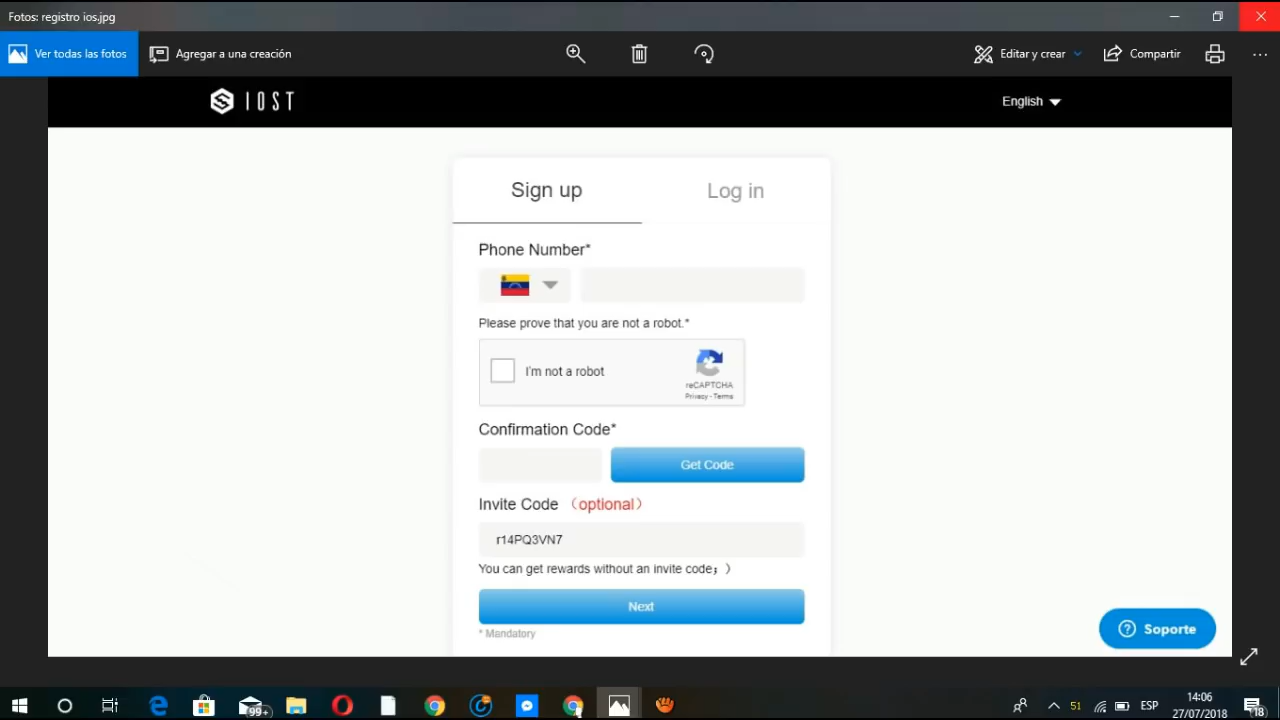 Fotos: registro ios.jpg
Ver todas las fotos
Agregar a una creación
Editar y crear
Compartir
IOST
English
Sign up
Log in
Phone Number*
Please prove that you are not a robot.*
I'm not a robot
reCAPTCHA
Privacy - Terms
Confirmation Code*
Get Code
Invite Code （optional）
r14PQ3VN7
You can get rewards without an invite code；）
Next
* Mandatory
Soporte
99+
51
ESP
14:06
27/07/2018
18